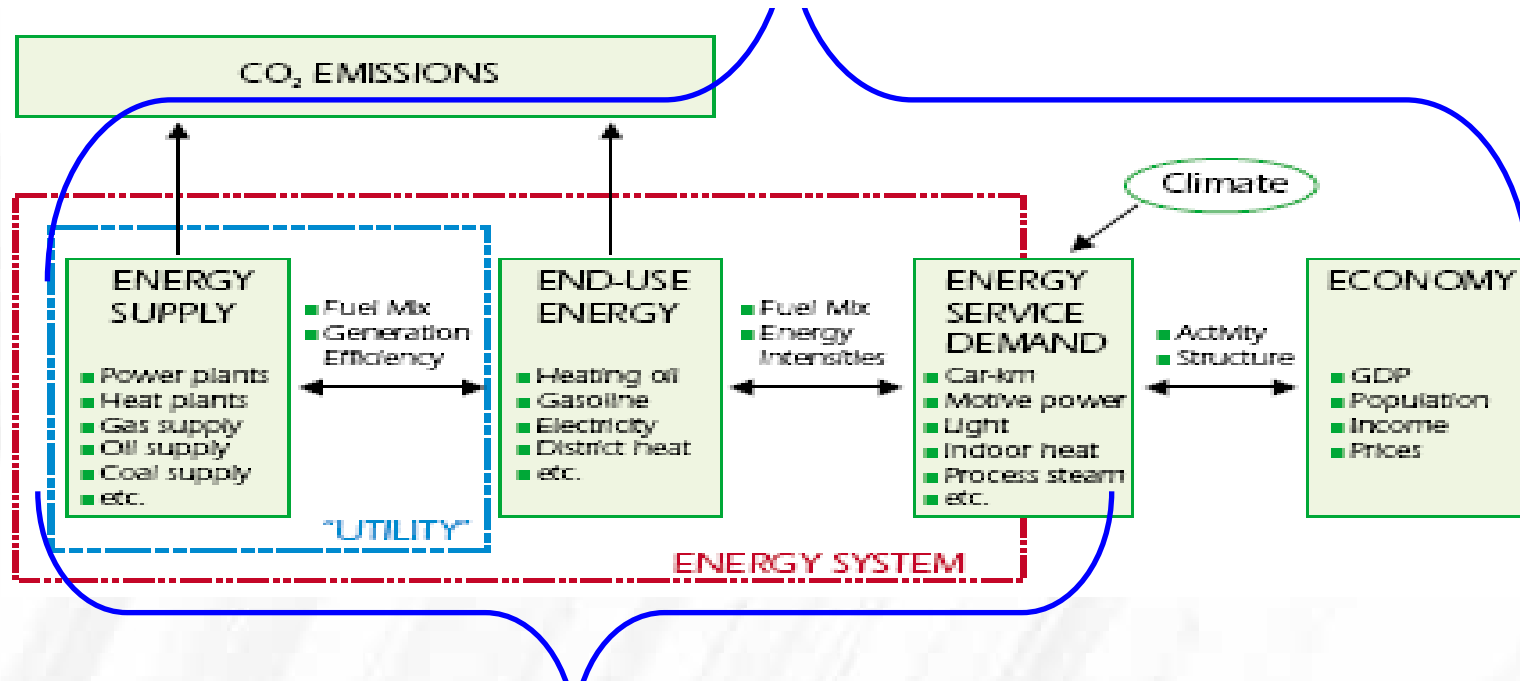 CO₂ EMISSIONS
Climate
ENERGY
SUPPLY
Power plants
Heat plants
Gas supply
Oil supply
Coal supply
etc.
Fuel Mix
Generation
Efficiency
"UTILITY"
END-USE
ENERGY
Heating oil
Gasoline
Electricity
District heat
etc.
Fuel Mix
Energy
Intensities
ENERGY
SERVICE
DEMAND
Car-km
Motive power
Light
Indoor heat
Process steam
etc.
Activity
Structure
ECONOMY
GDP
Population
Income
Prices
ENERGY SYSTEM